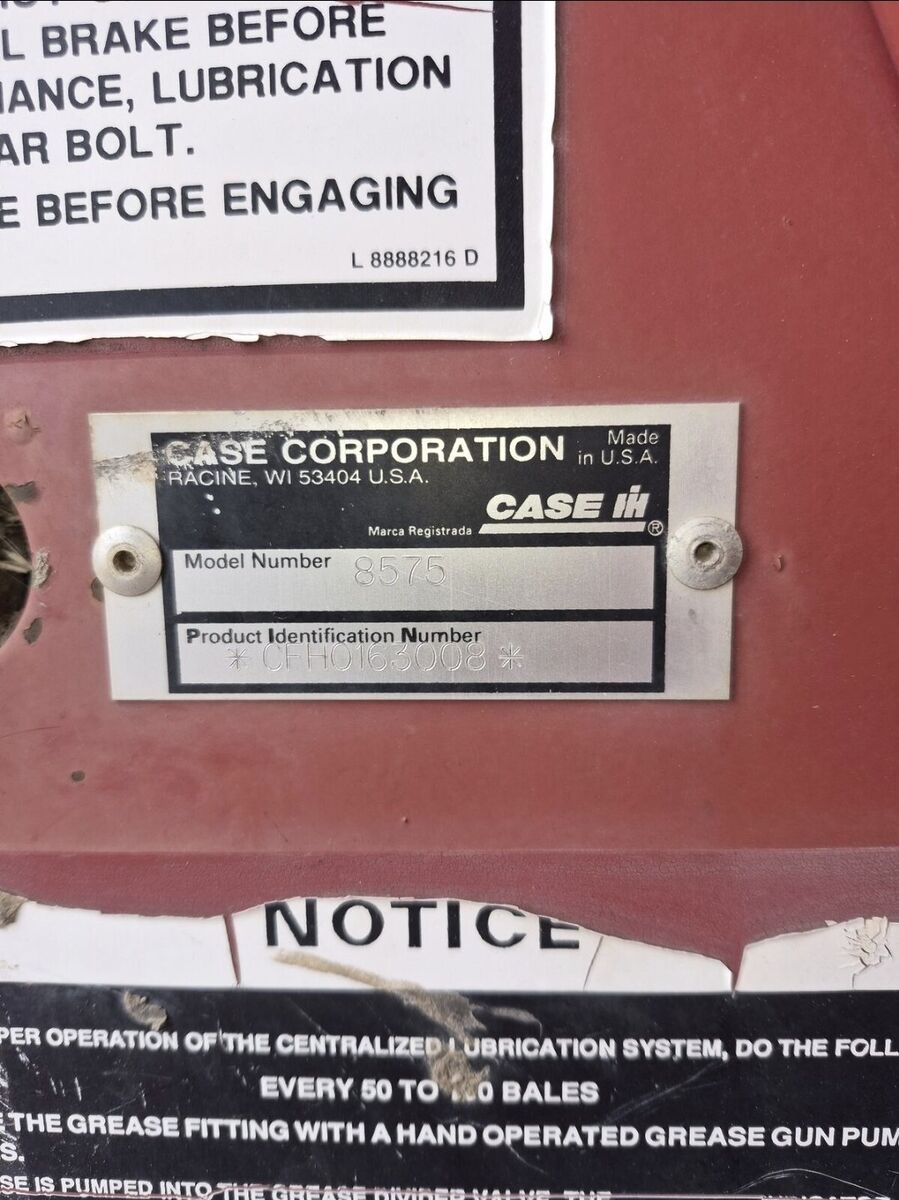 L BRAKE BEFORE
IANCE, LUBRICATION
AR BOLT.
E BEFORE ENGAGING
L 8888216 D
CASE CORPORATION
Made
in U.S.A.
RACINE, WI 53404 U.S.A.
Marca Registrada CASE IH ®
Model Number 8575
Product Identification Number
* CFH0163008 *
NOTICE
PER OPERATION OF THE CENTRALIZED LUBRICATION SYSTEM, DO THE FOLL
EVERY 50 TO BALES
THE GREASE FITTING WITH A HAND OPERATED GREASE GUN PUM
S.
SE IS PUMPED INTO THE GREASE DIVIDER VALVE, THE